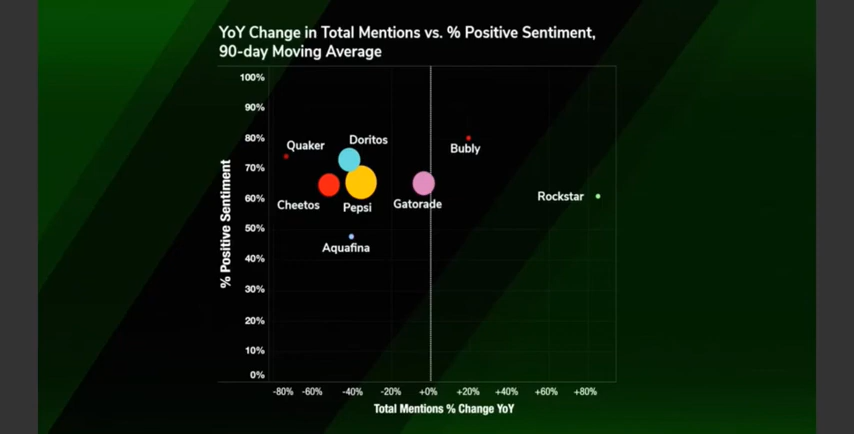 YoY Change in Total Mentions vs. % Positive Sentiment,
90-day Moving Average
% Positive Sentiment
100%
90%
80%
70%
60%
50%
40%
30%
20%
10%
0%
Quaker
Doritos
Bubly
Cheetos
Pepsi
Gatorade
Rockstar
Aquafina
-80% -60% -40% -20% +0% +20% +40% +60% +80%
Total Mentions % Change YoY